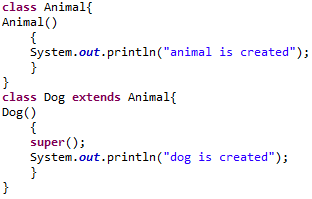 class Animal{
Animal()
{
System.out.println("animal is created");
}
}
class Dog extends Animal{
Dog()
{
super();
System.out.println("dog is created");
}
}